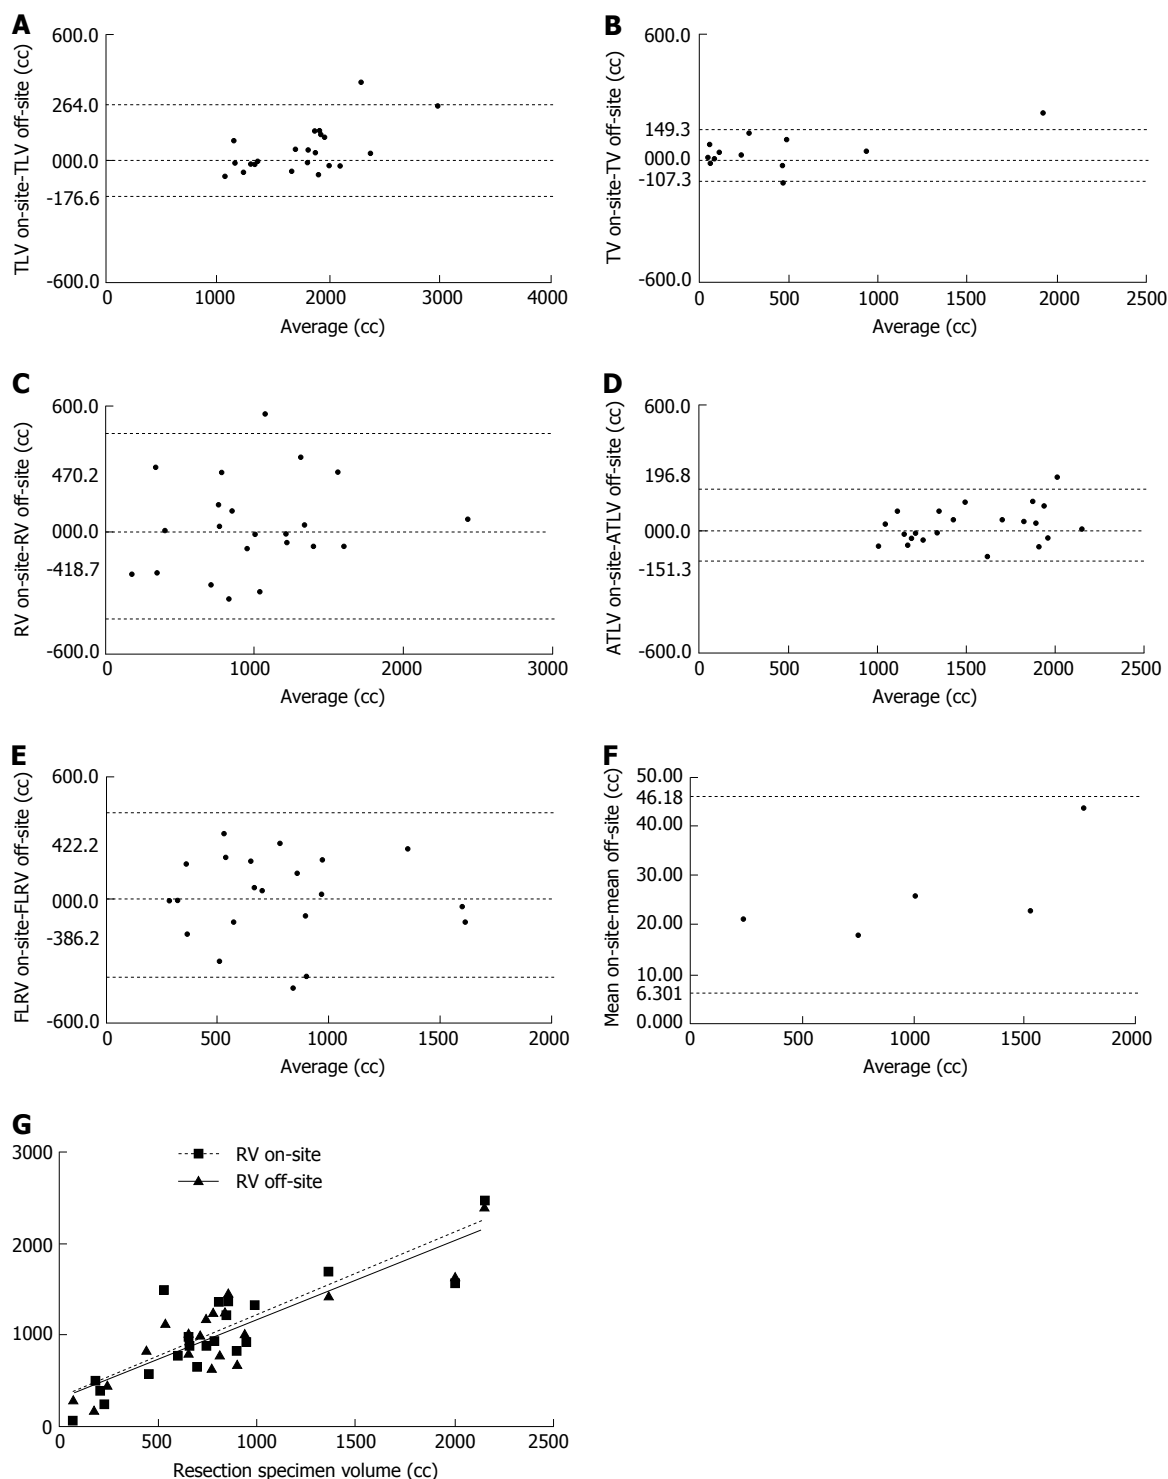 A
TLV on-site-TLV off-site (cc)
600.0
264.0
000.0
-176.6
-600.0
0 1000 2000 3000 4000
Average (cc)
B
TV on-site-TV off-site (cc)
600.0
149.3
000.0
-107.3
-600.0
0 500 1000 1500 2000 2500
Average (cc)
C
RV on-site-RV off-site (cc)
600.0
470.2
000.0
-418.7
-600.0
0 1000 2000 3000
Average (cc)
D
ATLV on-site-ATLV off-site (cc)
600.0
196.8
000.0
-151.3
-600.0
0 500 1000 1500 2000 2500
Average (cc)
E
FLRV on-site-FLRV off-site (cc)
600.0
422.2
000.0
-386.2
-600.0
0 500 1000 1500 2000
Average (cc)
F
Mean on-site-mean off-site (cc)
50.00
46.18
40.00
30.00
20.00
10.00
6.301
0.000
0 500 1000 1500 2000
Average (cc)
G
3000
2000
1000
0
RV on-site
RV off-site
0 500 1000 1500 2000 2500
Resection specimen volume (cc)